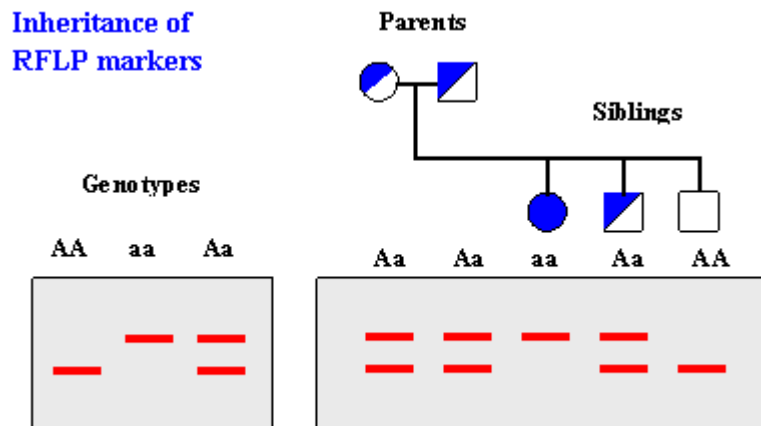 Inheritance of
RFLP markers
Parents
Siblings
Genotypes
AA aa Aa
Aa Aa aa Aa AA